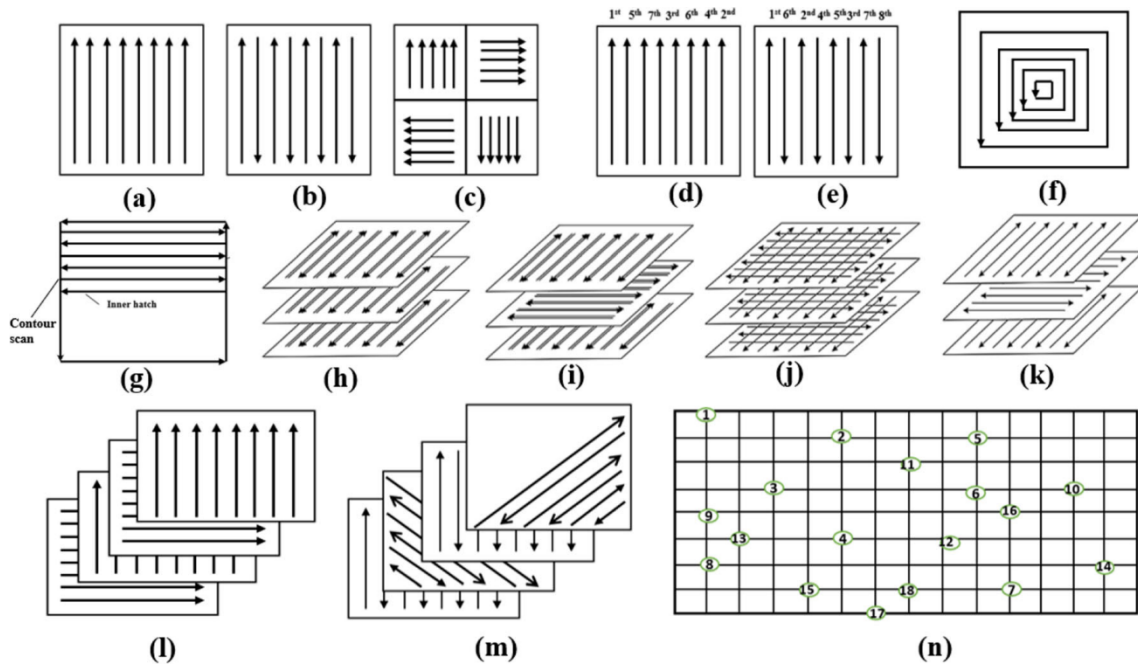 1st 5th 7th 3rd 6th 4th 2nd
1st 6th 2nd 4th 5th 3rd 7th 8th
(a)
(b)
(c)
(d)
(e)
(f)
Inner hatch
Contour
scan
(g)
(h)
(i)
(j)
(k)
1
2
5
11
3
6
10
9
16
13
4
12
8
14
15
18
7
17
(l)
(m)
(n)